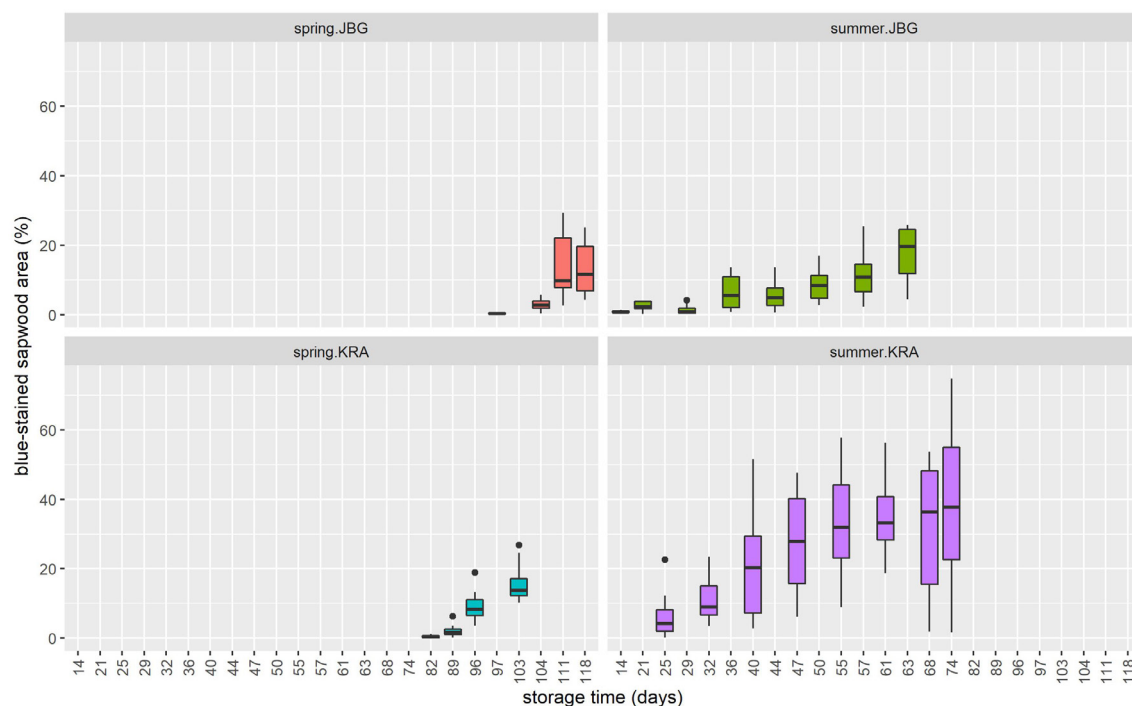 spring.JBG
summer.JBG
60
40
20
0
spring.KRA
summer.KRA
60
40
20
0
blue-stained sapwood area (%)
14 21 25 29 32 36 40 44 47 50 55 57 61 63 68 74 82 89 96 97 103 104 111 118
14 21 25 29 32 36 40 44 47 50 55 57 61 63 68 74 82 89 96 97 103 104 111 118
storage time (days)